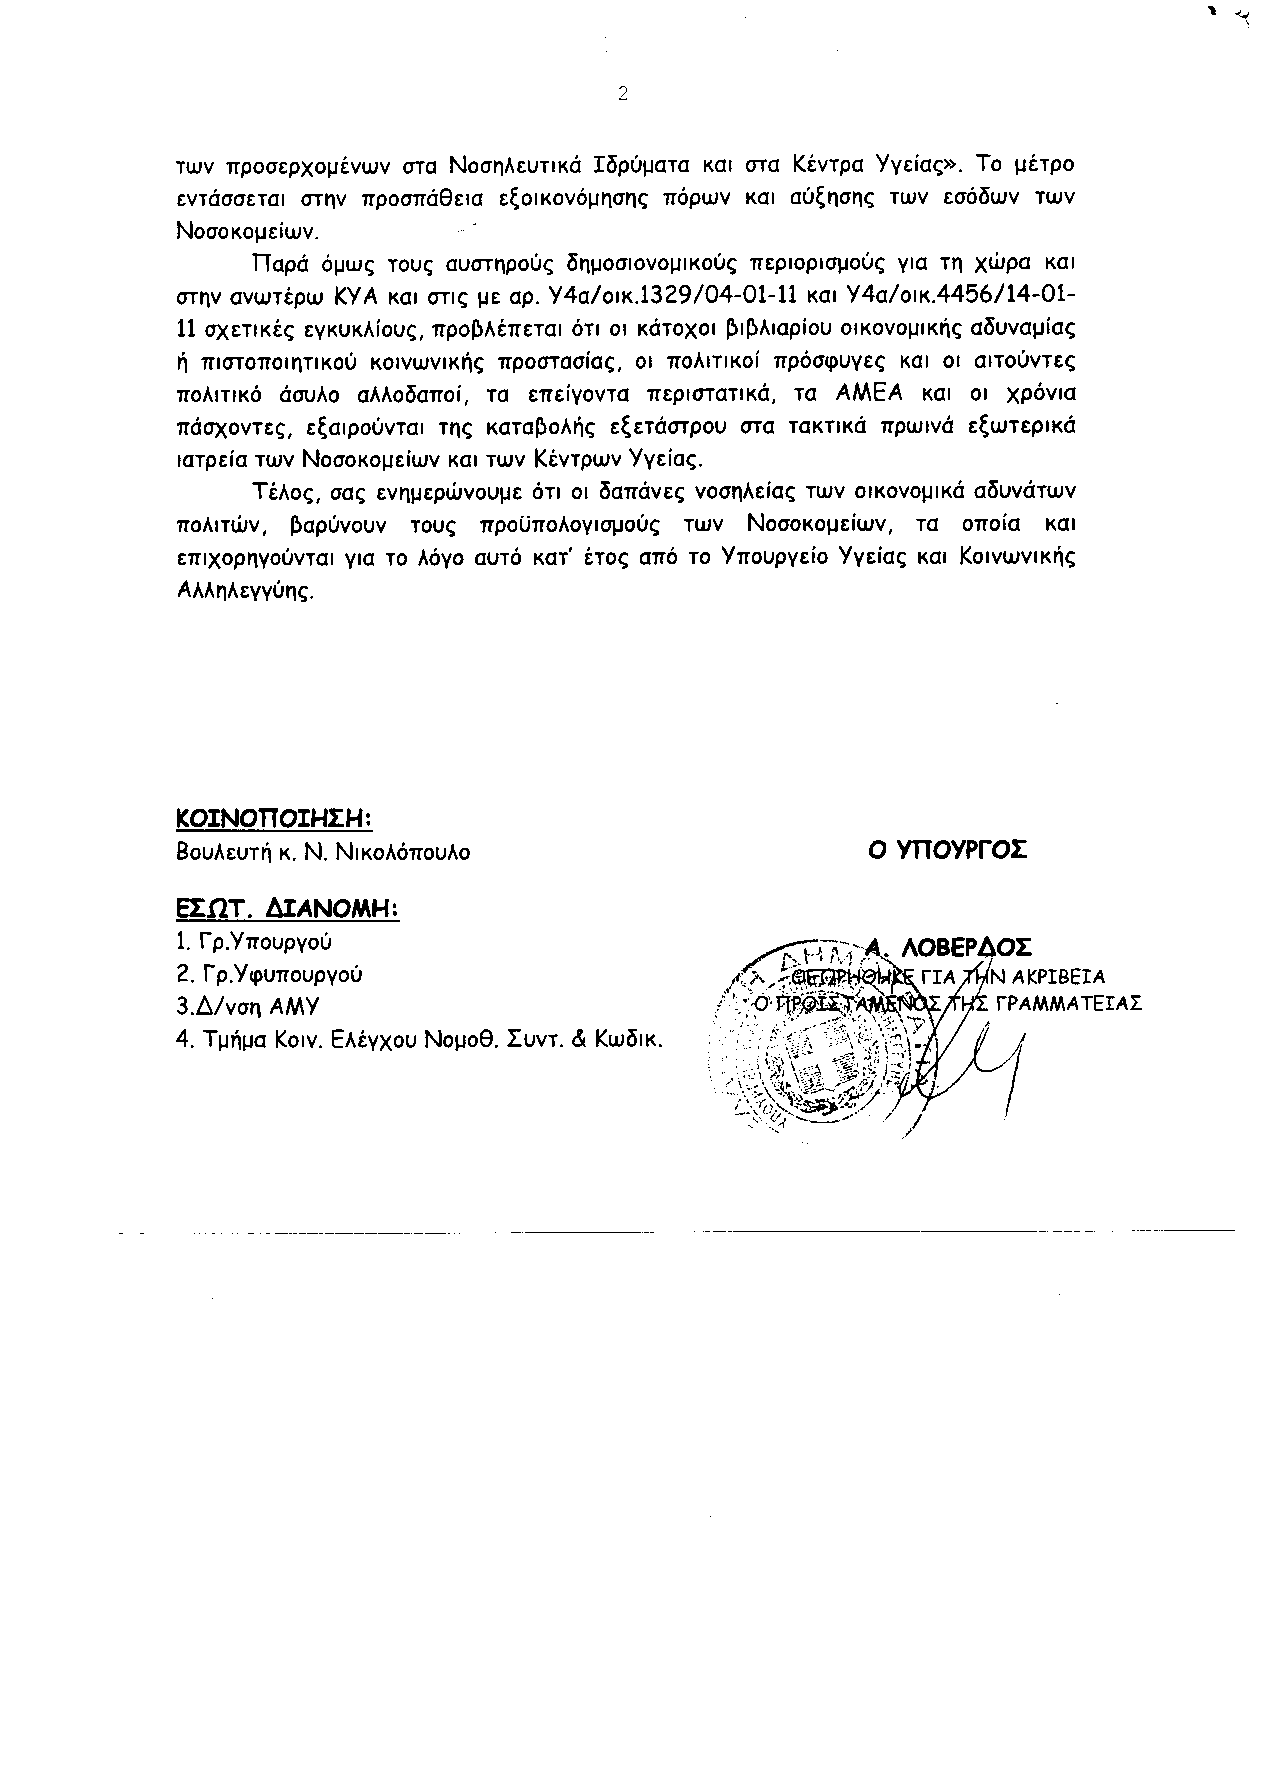 2
των προσερχομένων στα Νοσηλευτικά Ιδρύματα και στα Κέντρα Υγείας». Το μέτρο
εντάσσεται στην προσπάθεια εξοικονόμησης πόρων και αύξησης των εσόδων των
Νοσοκομείων.
Παρά όμως τους αυστηρούς δημοσιονομικούς περιορισμούς για τη χώρα και
στην ανωτέρω ΚΥΑ και στις με αρ. Υ4α/οικ.1329/04-01-11 και Υ4α/οικ.4456/14-01-
11 σχετικές εγκυκλίους, προβλέπεται ότι οι κάτοχοι βιβλιαρίου οικονομικής αδυναμίας
ή πιστοποιητικού κοινωνικής προστασίας, οι πολιτικοί πρόσφυγες και οι αιτούντες
πολιτικό άσυλο αλλοδαποί, τα επείγοντα περιστατικά, τα ΑΜΕΑ και οι χρόνια
πάσχοντες, εξαιρούνται της καταβολής εξετάστρου στα τακτικά πρωινά εξωτερικά
ιατρεία των Νοσοκομείων και των Κέντρων Υγείας.
Τέλος, σας ενημερώνουμε ότι οι δαπάνες νοσηλείας των οικονομικά αδυνάτων
πολιτών, βαρύνουν τους προϋπολογισμούς των Νοσοκομείων, τα οποία και
επιχορηγούνται για το λόγο αυτό κατ' έτος από το Υπουργείο Υγείας και Κοινωνικής
Αλληλεγγύης.
ΚΟΙΝΟΠΟΙΗΣΗ:
Βουλευτή κ. Ν. Νικολόπουλο
Ο ΥΠΟΥΡΓΟΣ
ΕΣΩΤ. ΔΙΑΝΟΜΗ:
1. Γρ.Υπουργού
2. Γρ.Υφυπουργού
3.Δ/νση ΑΜΥ
4. Τμήμα Κοιν. Ελέγχου Νομοθ. Συντ. & Κωδικ.
Α. ΛΟΒΕΡΔΟΣ
ΘΕΩΡΗΘΗΚΕ ΓΙΑ ΤΗΝ ΑΚΡΙΒΕΙΑ
Ο ΠΡΟΪΣΤΑΜΕΝΟΣ ΤΗΣ ΓΡΑΜΜΑΤΕΙΑΣ